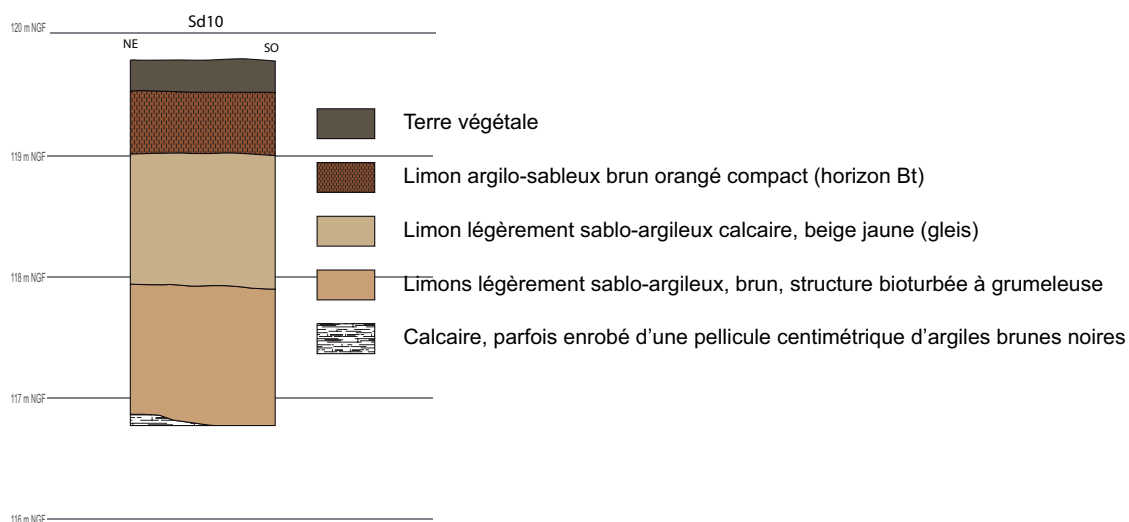 120 m NGF
Sd10
NE
SO
Terre végétale
119 m NGF
Limon argilo-sableux brun orangé compact (horizon Bt)
Limon légèrement sablo-argileux calcaire, beige jaune (gleis)
118 m NGF
Limons légèrement sablo-argileux, brun, structure bioturbée à grumeleuse
Calcaire, parfois enrobé d’une pellicule centimétrique d’argiles brunes noires
117 m NGF
116 m NGF